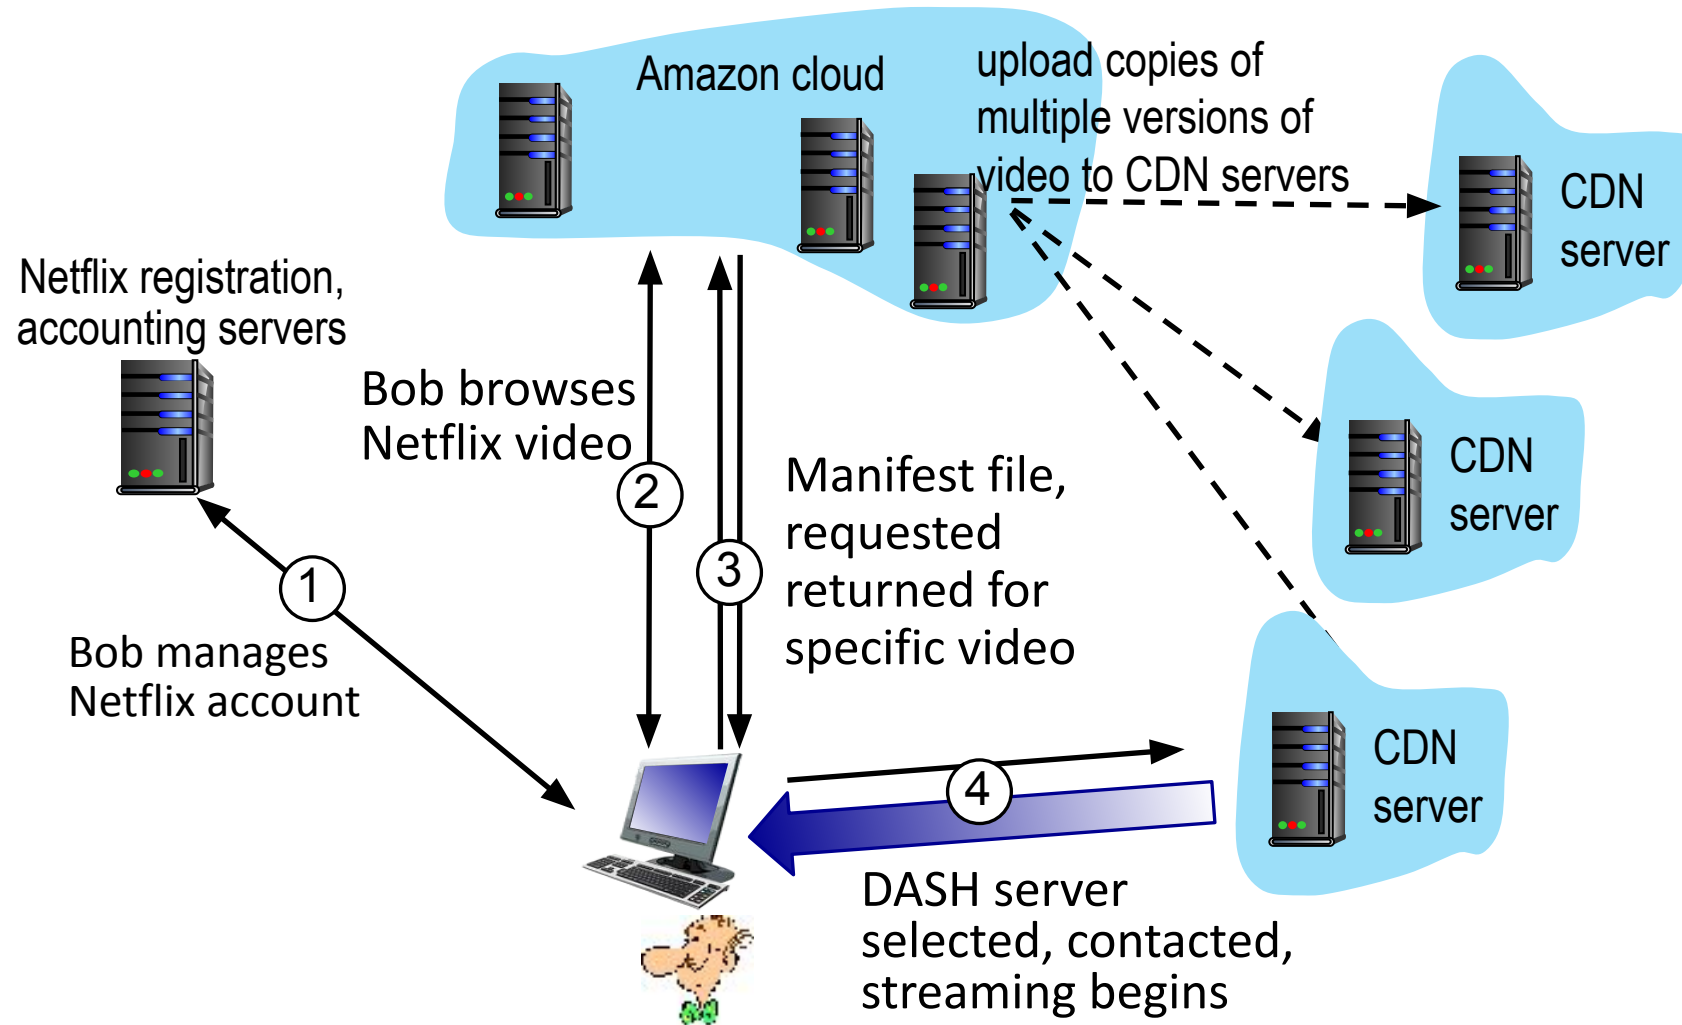 Amazon cloud
upload copies of
multiple versions of
video to CDN servers
CDN
server
Netflix registration,
accounting servers
Bob browses
Netflix video
2
Manifest file,
requested
returned for
specific video
3
CDN
server
1
Bob manages
Netflix account
CDN
server
4
DASH server
selected, contacted,
streaming begins